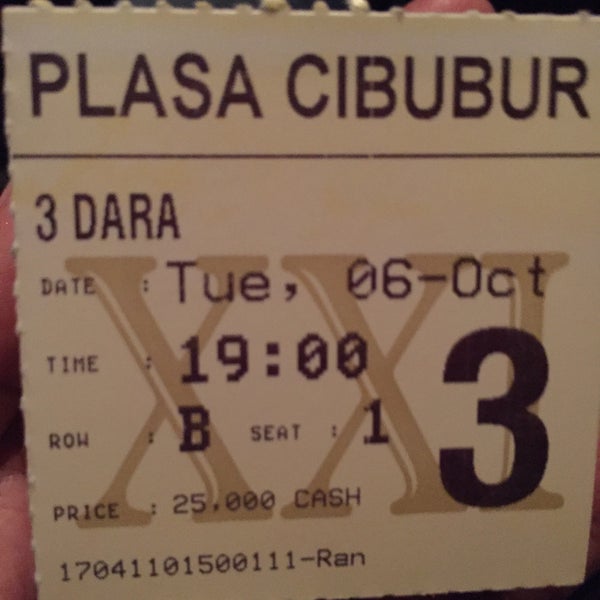 PLASA CIBUBUR
3 DARA
DATE : Tue, 06-Oct
TIME : 19:00
ROW : B SEAT : 1
PRICE : 25,000 CASH
17041101500111-Ran
XXI
3